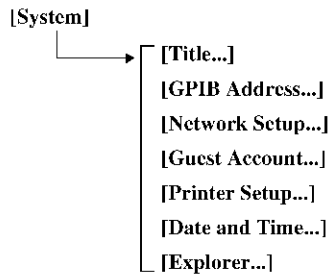 [System]
[Title...]
[GPIB Address...]
[Network Setup...]
[Guest Account...]
[Printer Setup...]
[Date and Time...]
[Explorer...]